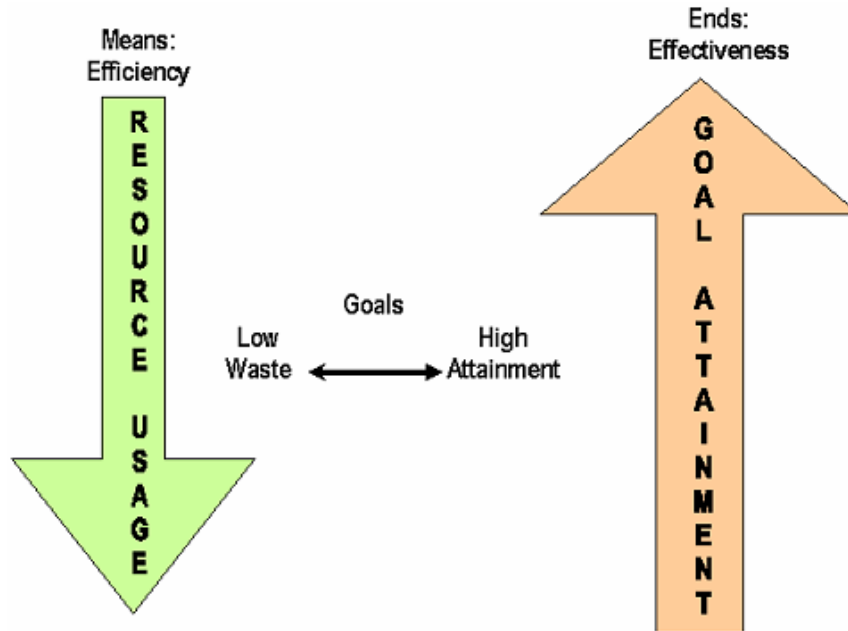 Means:
Efficiency
RESOURCE USAGE
Goals
Low
Waste
High
Attainment
Ends:
Effectiveness
GOAL ATTAINMENT